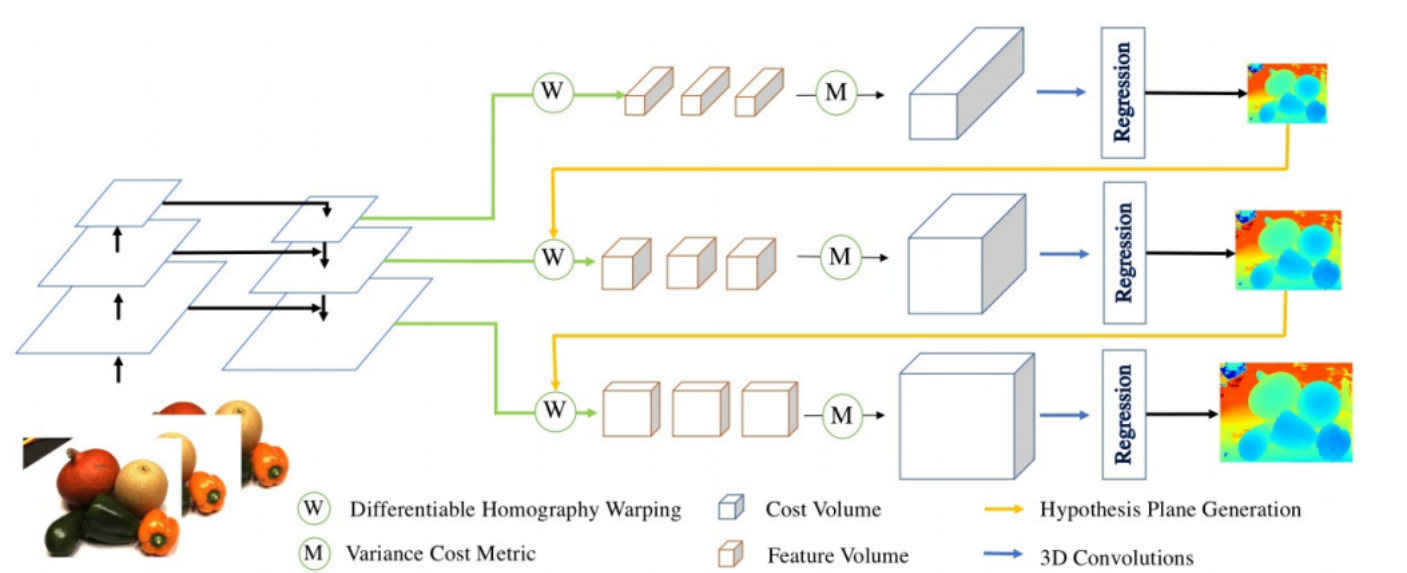 W
M
Regression
W
M
Regression
W
M
Regression
W Differentiable Homography Warping
Cost Volume
Hypothesis Plane Generation
M Variance Cost Metric
Feature Volume
3D Convolutions